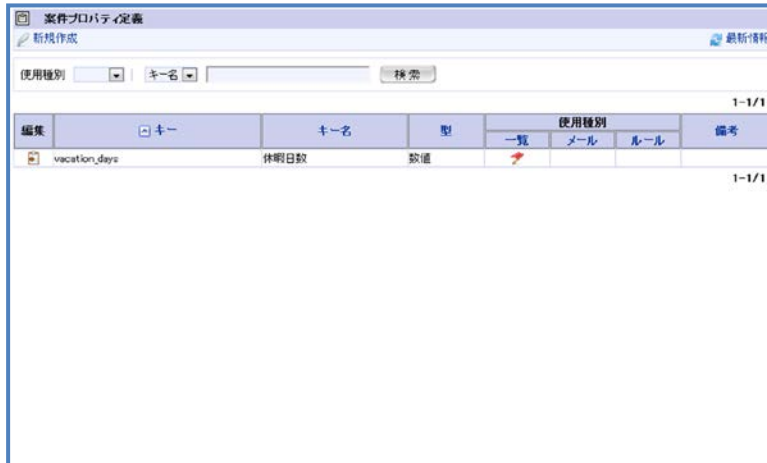 案件プロパティ定義
新規作成 最新情報
使用種別 キー名 検索
1-1/1
編集 キー キー名 型 使用種別 備考
一覧 メール ルール
vacation_days 休暇日数 数値
1-1/1